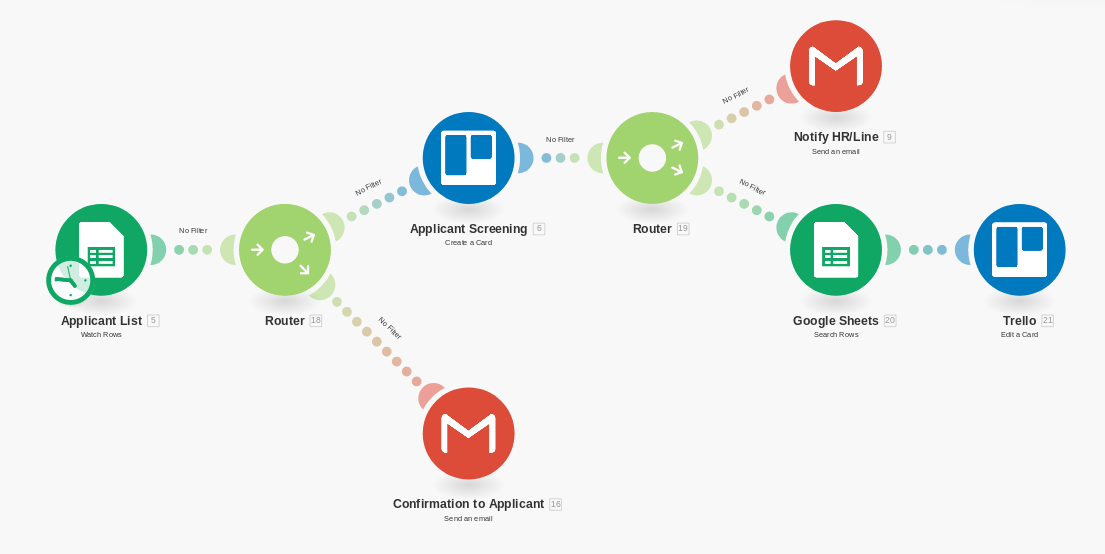 Applicant List 5
Watch Rows
No Filter
Router 18
No Filter
Applicant Screening 6
Create a Card
No Filter
Router 19
No Filter
Notify HR/Line 9
Send an email
No Filter
Google Sheets 20
Search Rows
Trello 21
Edit a Card
No Filter
Confirmation to Applicant 16
Send an email